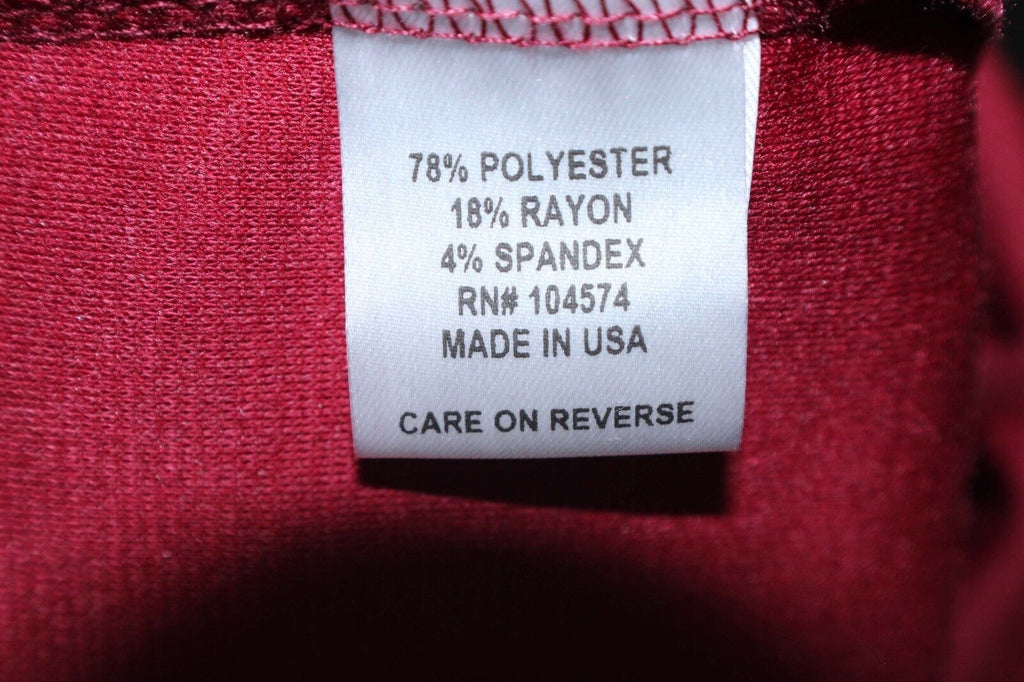 78% POLYESTER
18% RAYON
4% SPANDEX
RN# 104574
MADE IN USA
CARE ON REVERSE